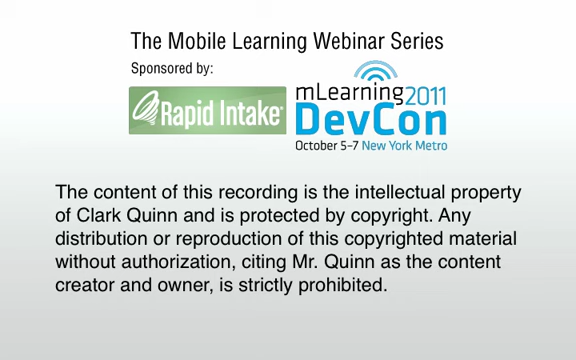 The Mobile Learning Webinar Series
Sponsored by:
Rapid Intake
mLearning2011
DevCon
October 5-7 New York Metro
The content of this recording is the intellectual property
of Clark Quinn and is protected by copyright. Any
distribution or reproduction of this copyrighted material
without authorization, citing Mr. Quinn as the content
creator and owner, is strictly prohibited.